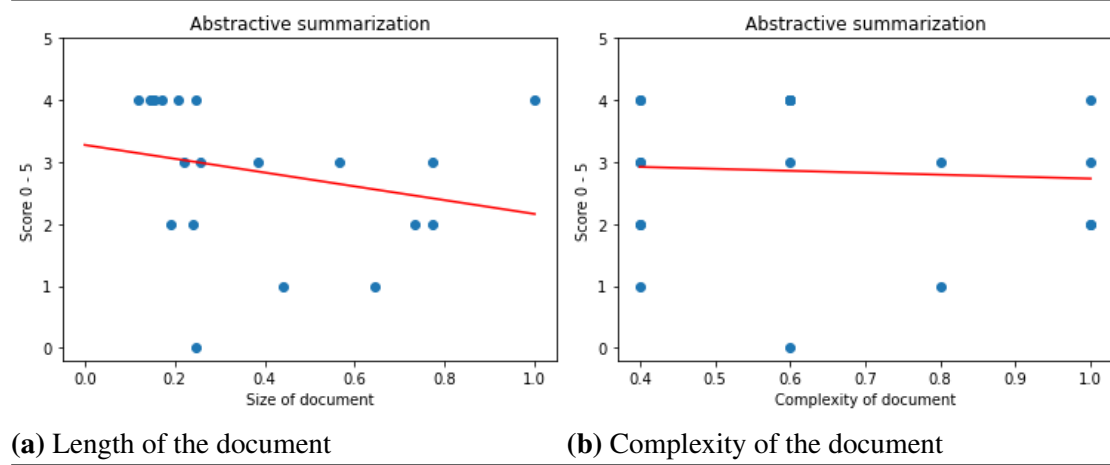 Abstractive summarization
5
4
3
2
1
0
Score 0 - 5
0.0 0.2 0.4 0.6 0.8 1.0
Size of document
(a) Length of the document
Abstractive summarization
5
4
3
2
1
0
Score 0 - 5
0.4 0.5 0.6 0.7 0.8 0.9 1.0
Complexity of document
(b) Complexity of the document